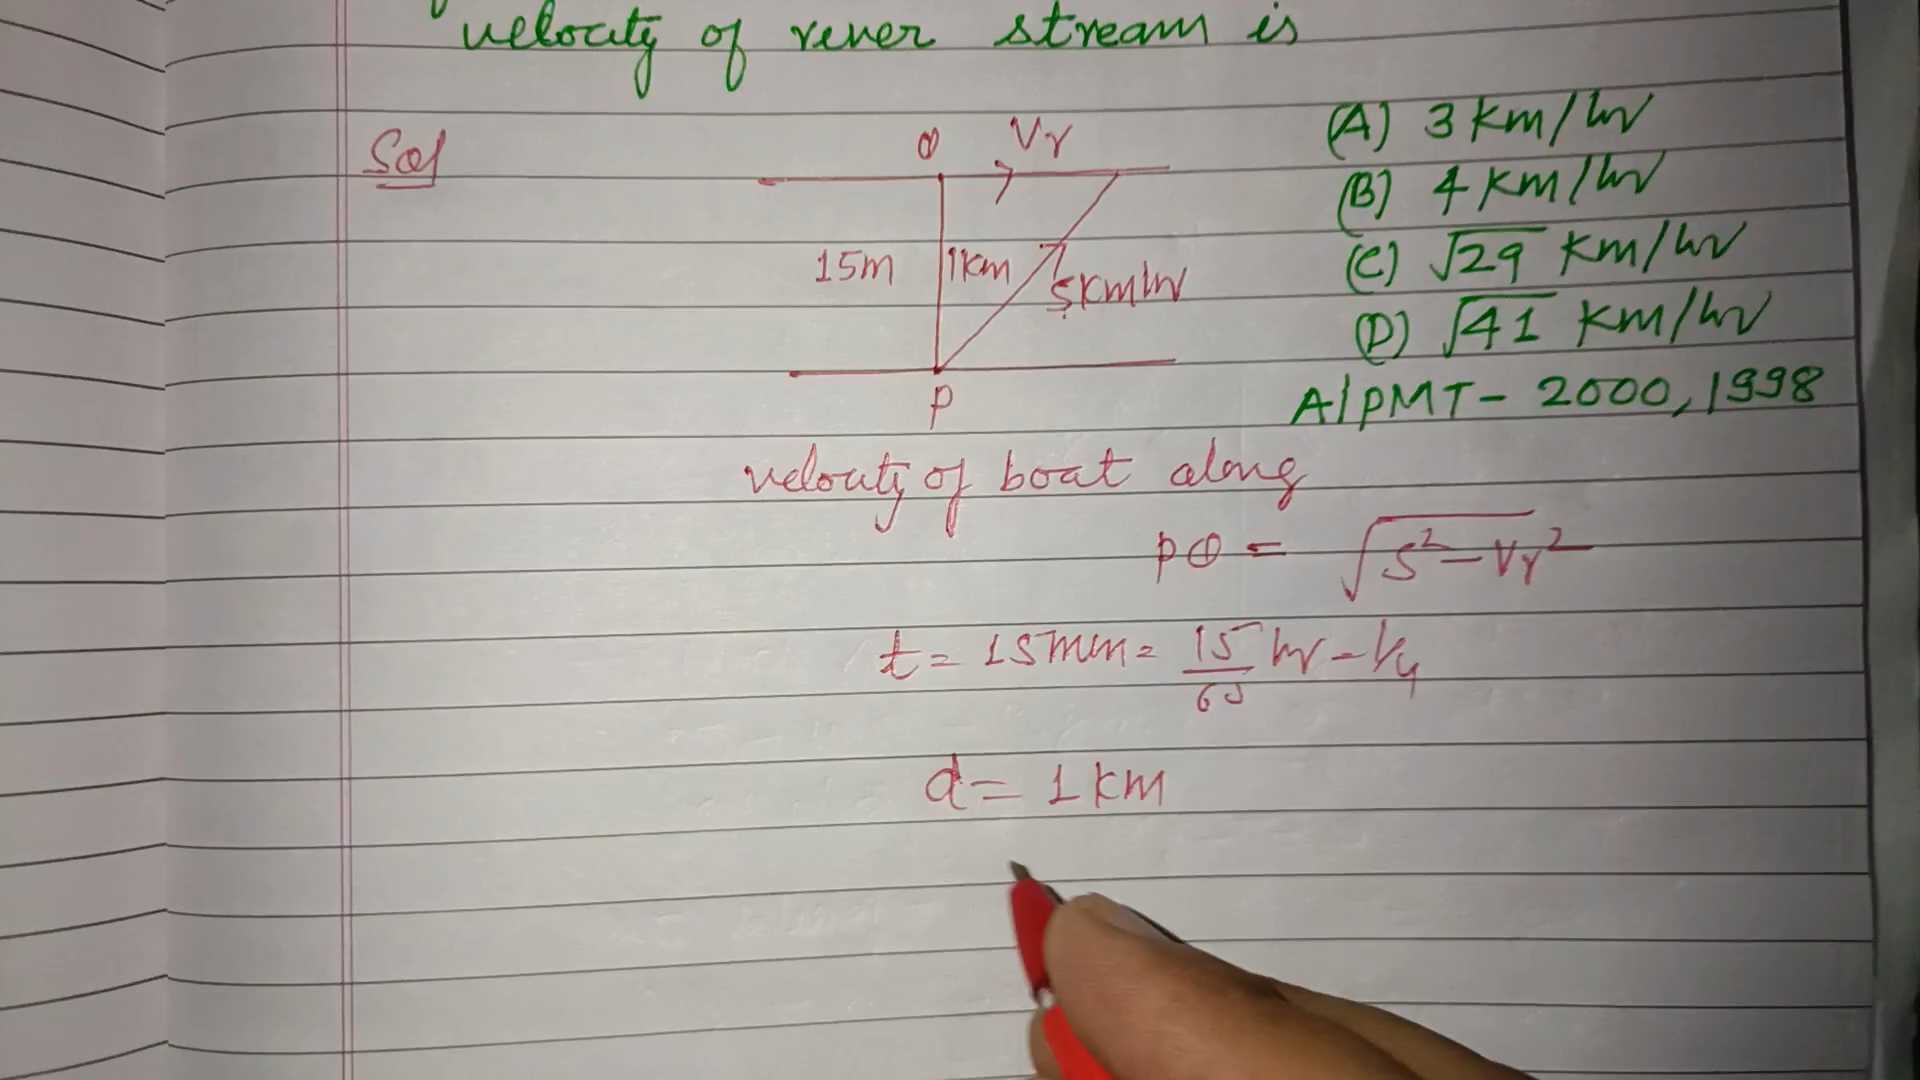 velocity of rever stream is
Sol
Q Vr
15m 1km 5km/hr
P
(A) 3 km/hr
(B) 4 km/hr
(C) √29 km/hr
(D) √41 km/hr
AIPMT- 2000, 1998
velocity of boat along
PQ = √5²-Vr²
t = 15min = 15/60 hr = 1/4
d = 1 km